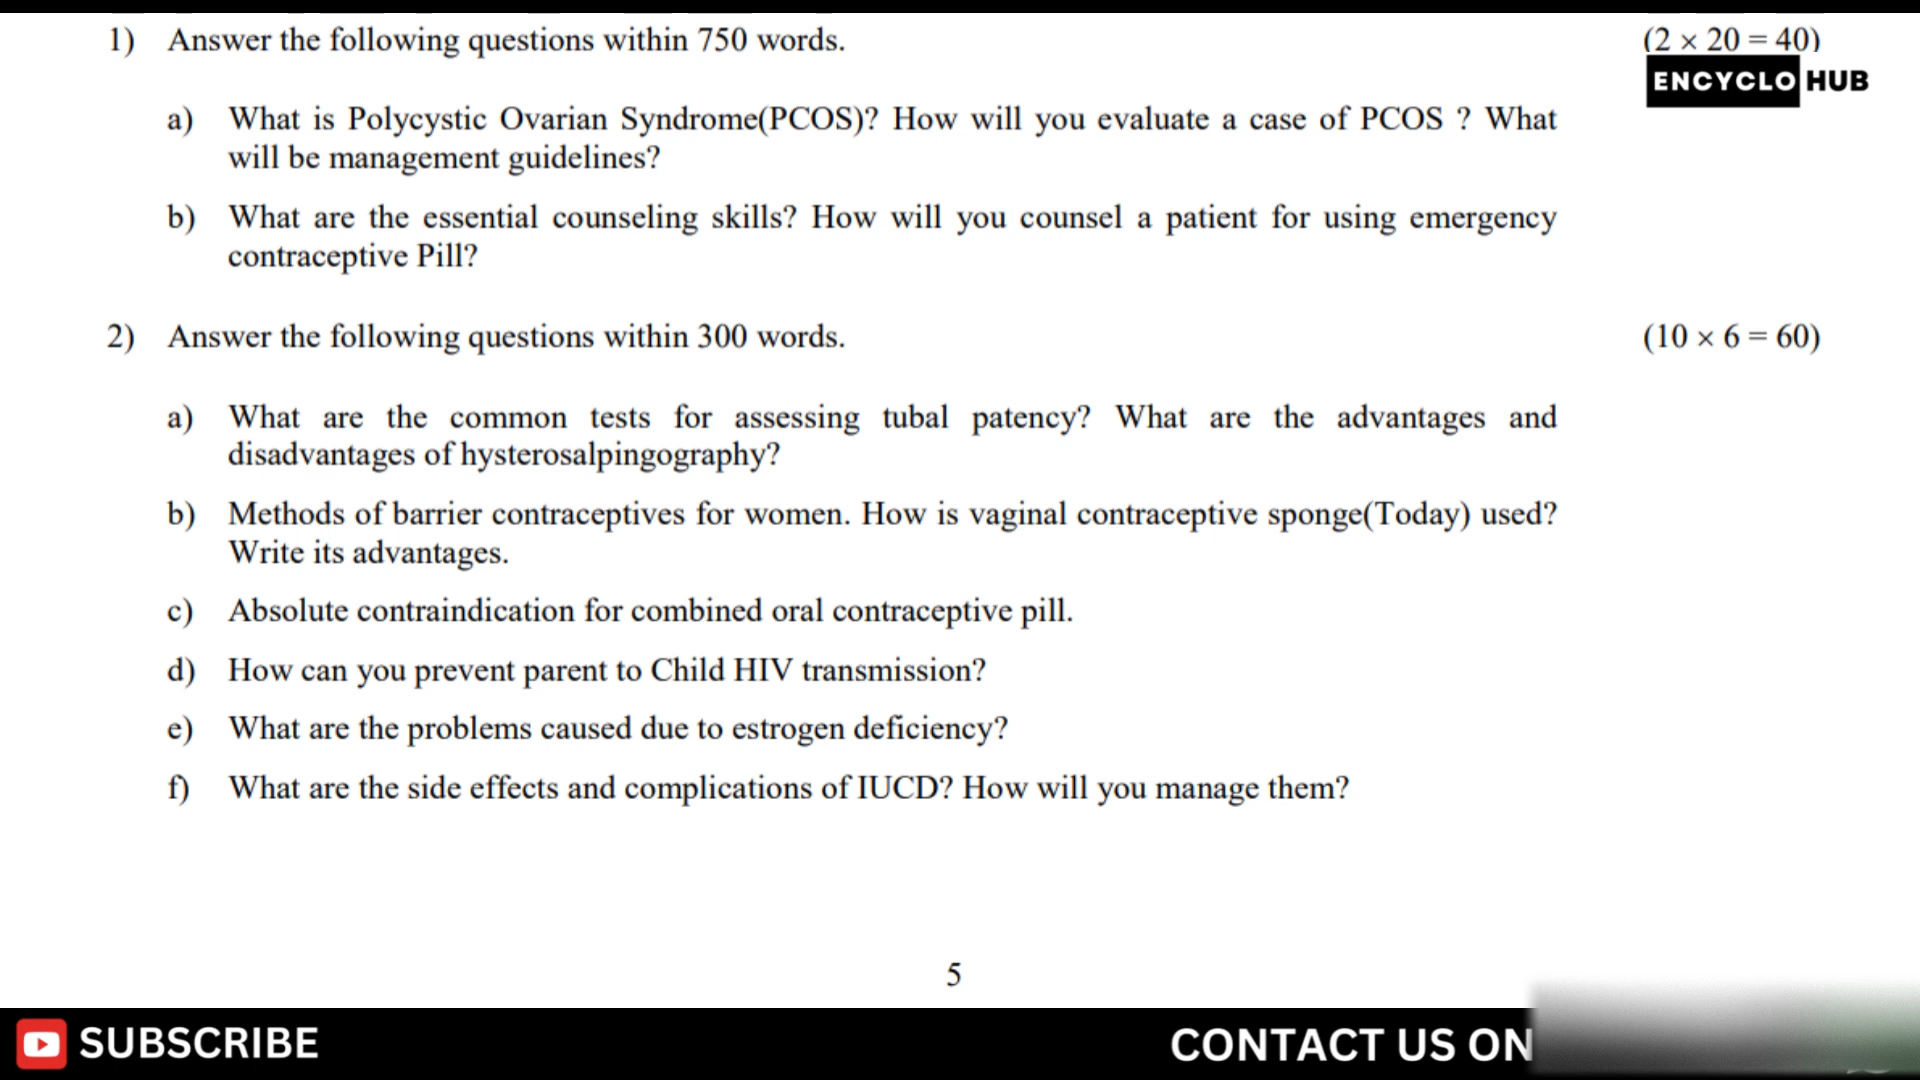 1) Answer the following questions within 750 words. (2 × 20 = 40)
ENCYCLO HUB
a) What is Polycystic Ovarian Syndrome(PCOS)? How will you evaluate a case of PCOS ? What
will be management guidelines?
b) What are the essential counseling skills? How will you counsel a patient for using emergency
contraceptive Pill?
2) Answer the following questions within 300 words. (10 × 6 = 60)
a) What are the common tests for assessing tubal patency? What are the advantages and
disadvantages of hysterosalpingography?
b) Methods of barrier contraceptives for women. How is vaginal contraceptive sponge(Today) used?
Write its advantages.
c) Absolute contraindication for combined oral contraceptive pill.
d) How can you prevent parent to Child HIV transmission?
e) What are the problems caused due to estrogen deficiency?
f) What are the side effects and complications of IUCD? How will you manage them?
5
SUBSCRIBE
CONTACT US ON